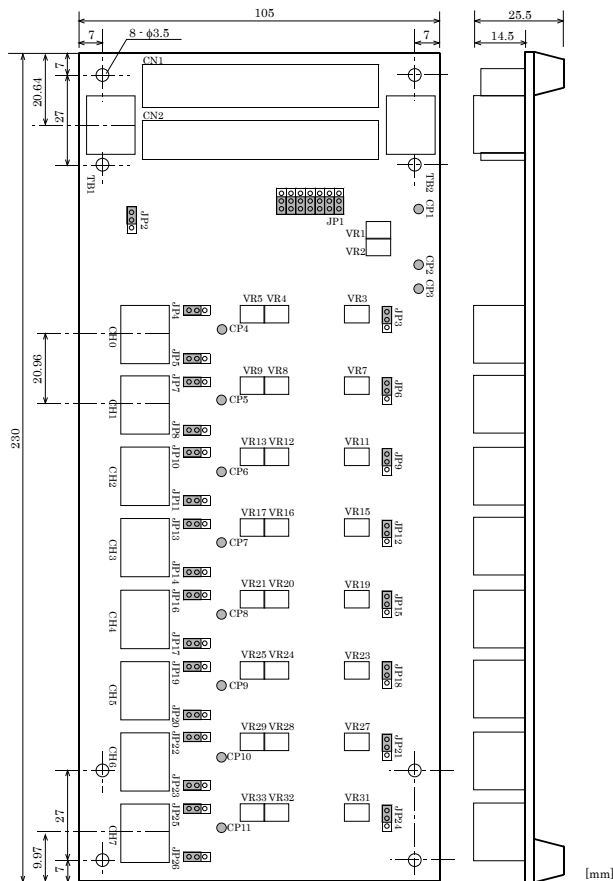 105
25.5
7
8 - ϕ3.5
7
14.5
CN1
7
20.64
27
CN2
TB1
TB2
CP1
JP2
JP1
VR1
VR2
CP2
CP3
JP4
VR5 VR4
VR3
JP3
CH0
CP4
JP5
20.96
JP7
VR9 VR8
VR7
JP6
CH1
CP5
JP8
230
JP10
VR13 VR12
VR11
JP9
CH2
CP6
JP11
JP13
VR17 VR16
VR15
JP12
CH3
CP7
JP14
JP16
VR21 VR20
VR19
JP15
CH4
CP8
JP17
JP19
VR25 VR24
VR23
JP18
CH5
CP9
JP20
JP22
VR29 VR28
VR27
JP21
CH6
CP10
JP23
27
JP25
VR33 VR32
VR31
JP24
CH7
CP11
JP26
9.97
7
[mm]